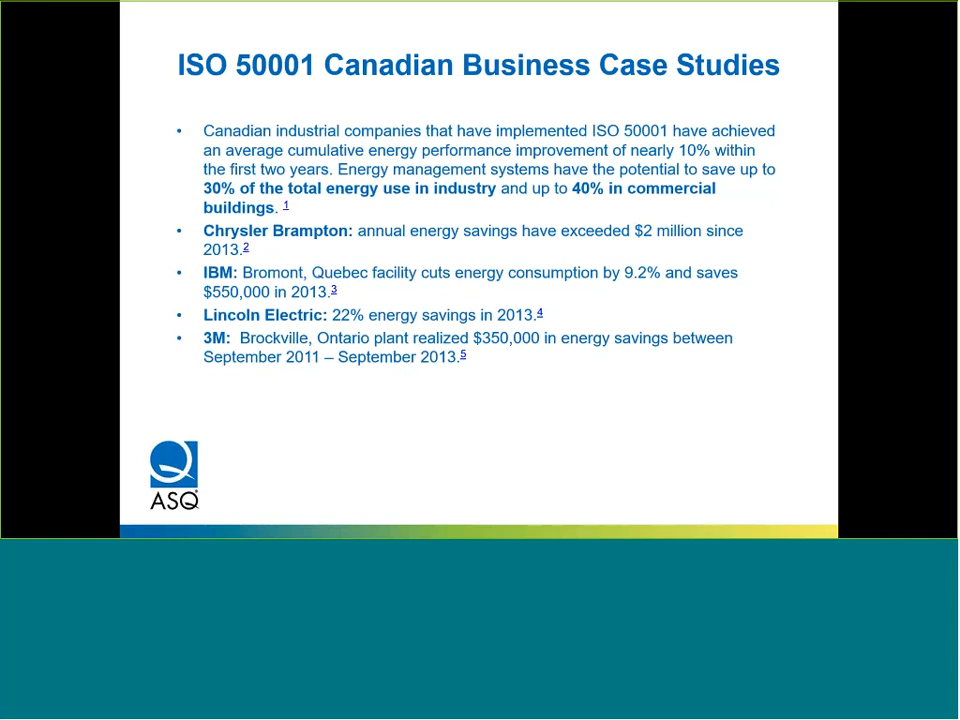 ISO 50001 Canadian Business Case Studies
• Canadian industrial companies that have implemented ISO 50001 have achieved
an average cumulative energy performance improvement of nearly 10% within
the first two years. Energy management systems have the potential to save up to
30% of the total energy use in industry and up to 40% in commercial
buildings. 1
• Chrysler Brampton: annual energy savings have exceeded $2 million since
2013.2
• IBM: Bromont, Quebec facility cuts energy consumption by 9.2% and saves
$550,000 in 2013.3
• Lincoln Electric: 22% energy savings in 2013.4
• 3M:  Brockville, Ontario plant realized $350,000 in energy savings between
September 2011 – September 2013.5
ASQ